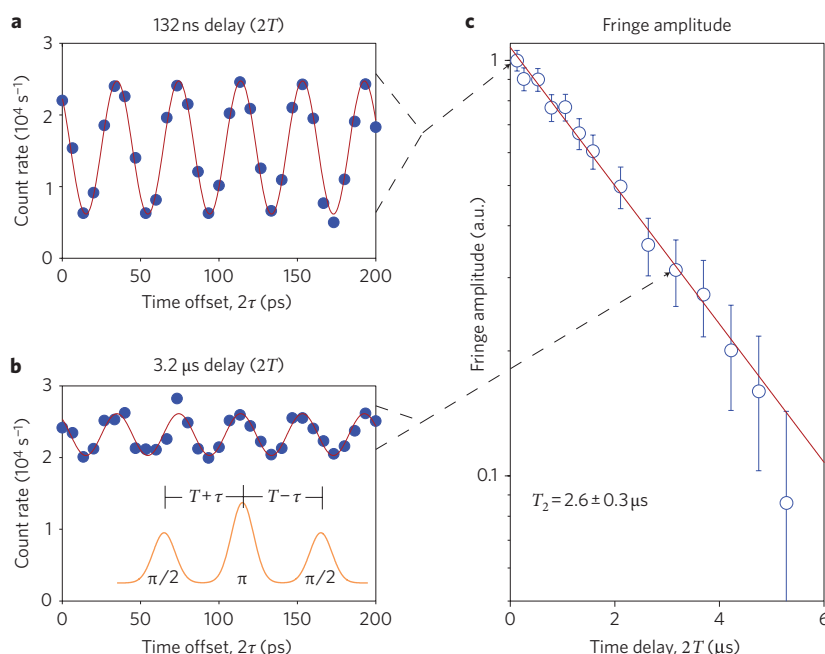 a
132 ns delay (2T)
Count rate (10⁴ s⁻¹)
3
2
1
0
0 50 100 150 200
Time offset, 2τ (ps)
b
3.2 µs delay (2T)
Count rate (10⁴ s⁻¹)
3
2
1
0
T + τ T − τ
π/2 π π/2
0 50 100 150 200
Time offset, 2τ (ps)
c
Fringe amplitude
Fringe amplitude (a.u.)
1
0.1
T₂ = 2.6 ± 0.3 µs
0 2 4 6
Time delay, 2T (µs)